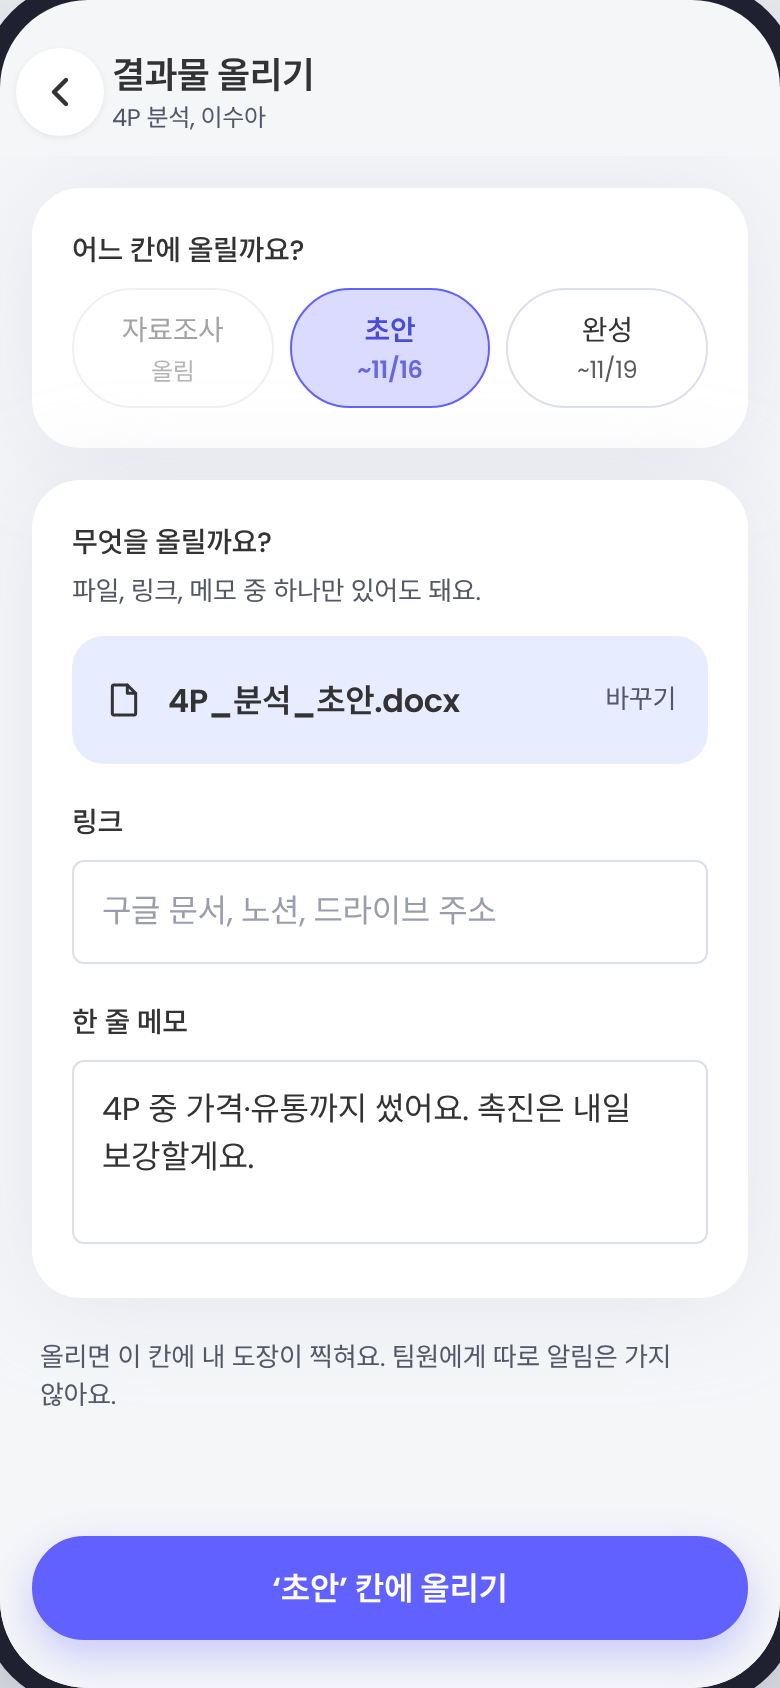 결과물 올리기
4P 분석, 이수아
어느 칸에 올릴까요?
자료조사
올림
초안
~11/16
완성
~11/19
무엇을 올릴까요?
파일, 링크, 메모 중 하나만 있어도 돼요.
4P_분석_초안.docx
바꾸기
링크
구글 문서, 노션, 드라이브 주소
한 줄 메모
4P 중 가격·유통까지 썼어요. 촉진은 내일
보강할게요.
올리면 이 칸에 내 도장이 찍혀요. 팀원에게 따로 알림은 가지
않아요.
‘초안’ 칸에 올리기